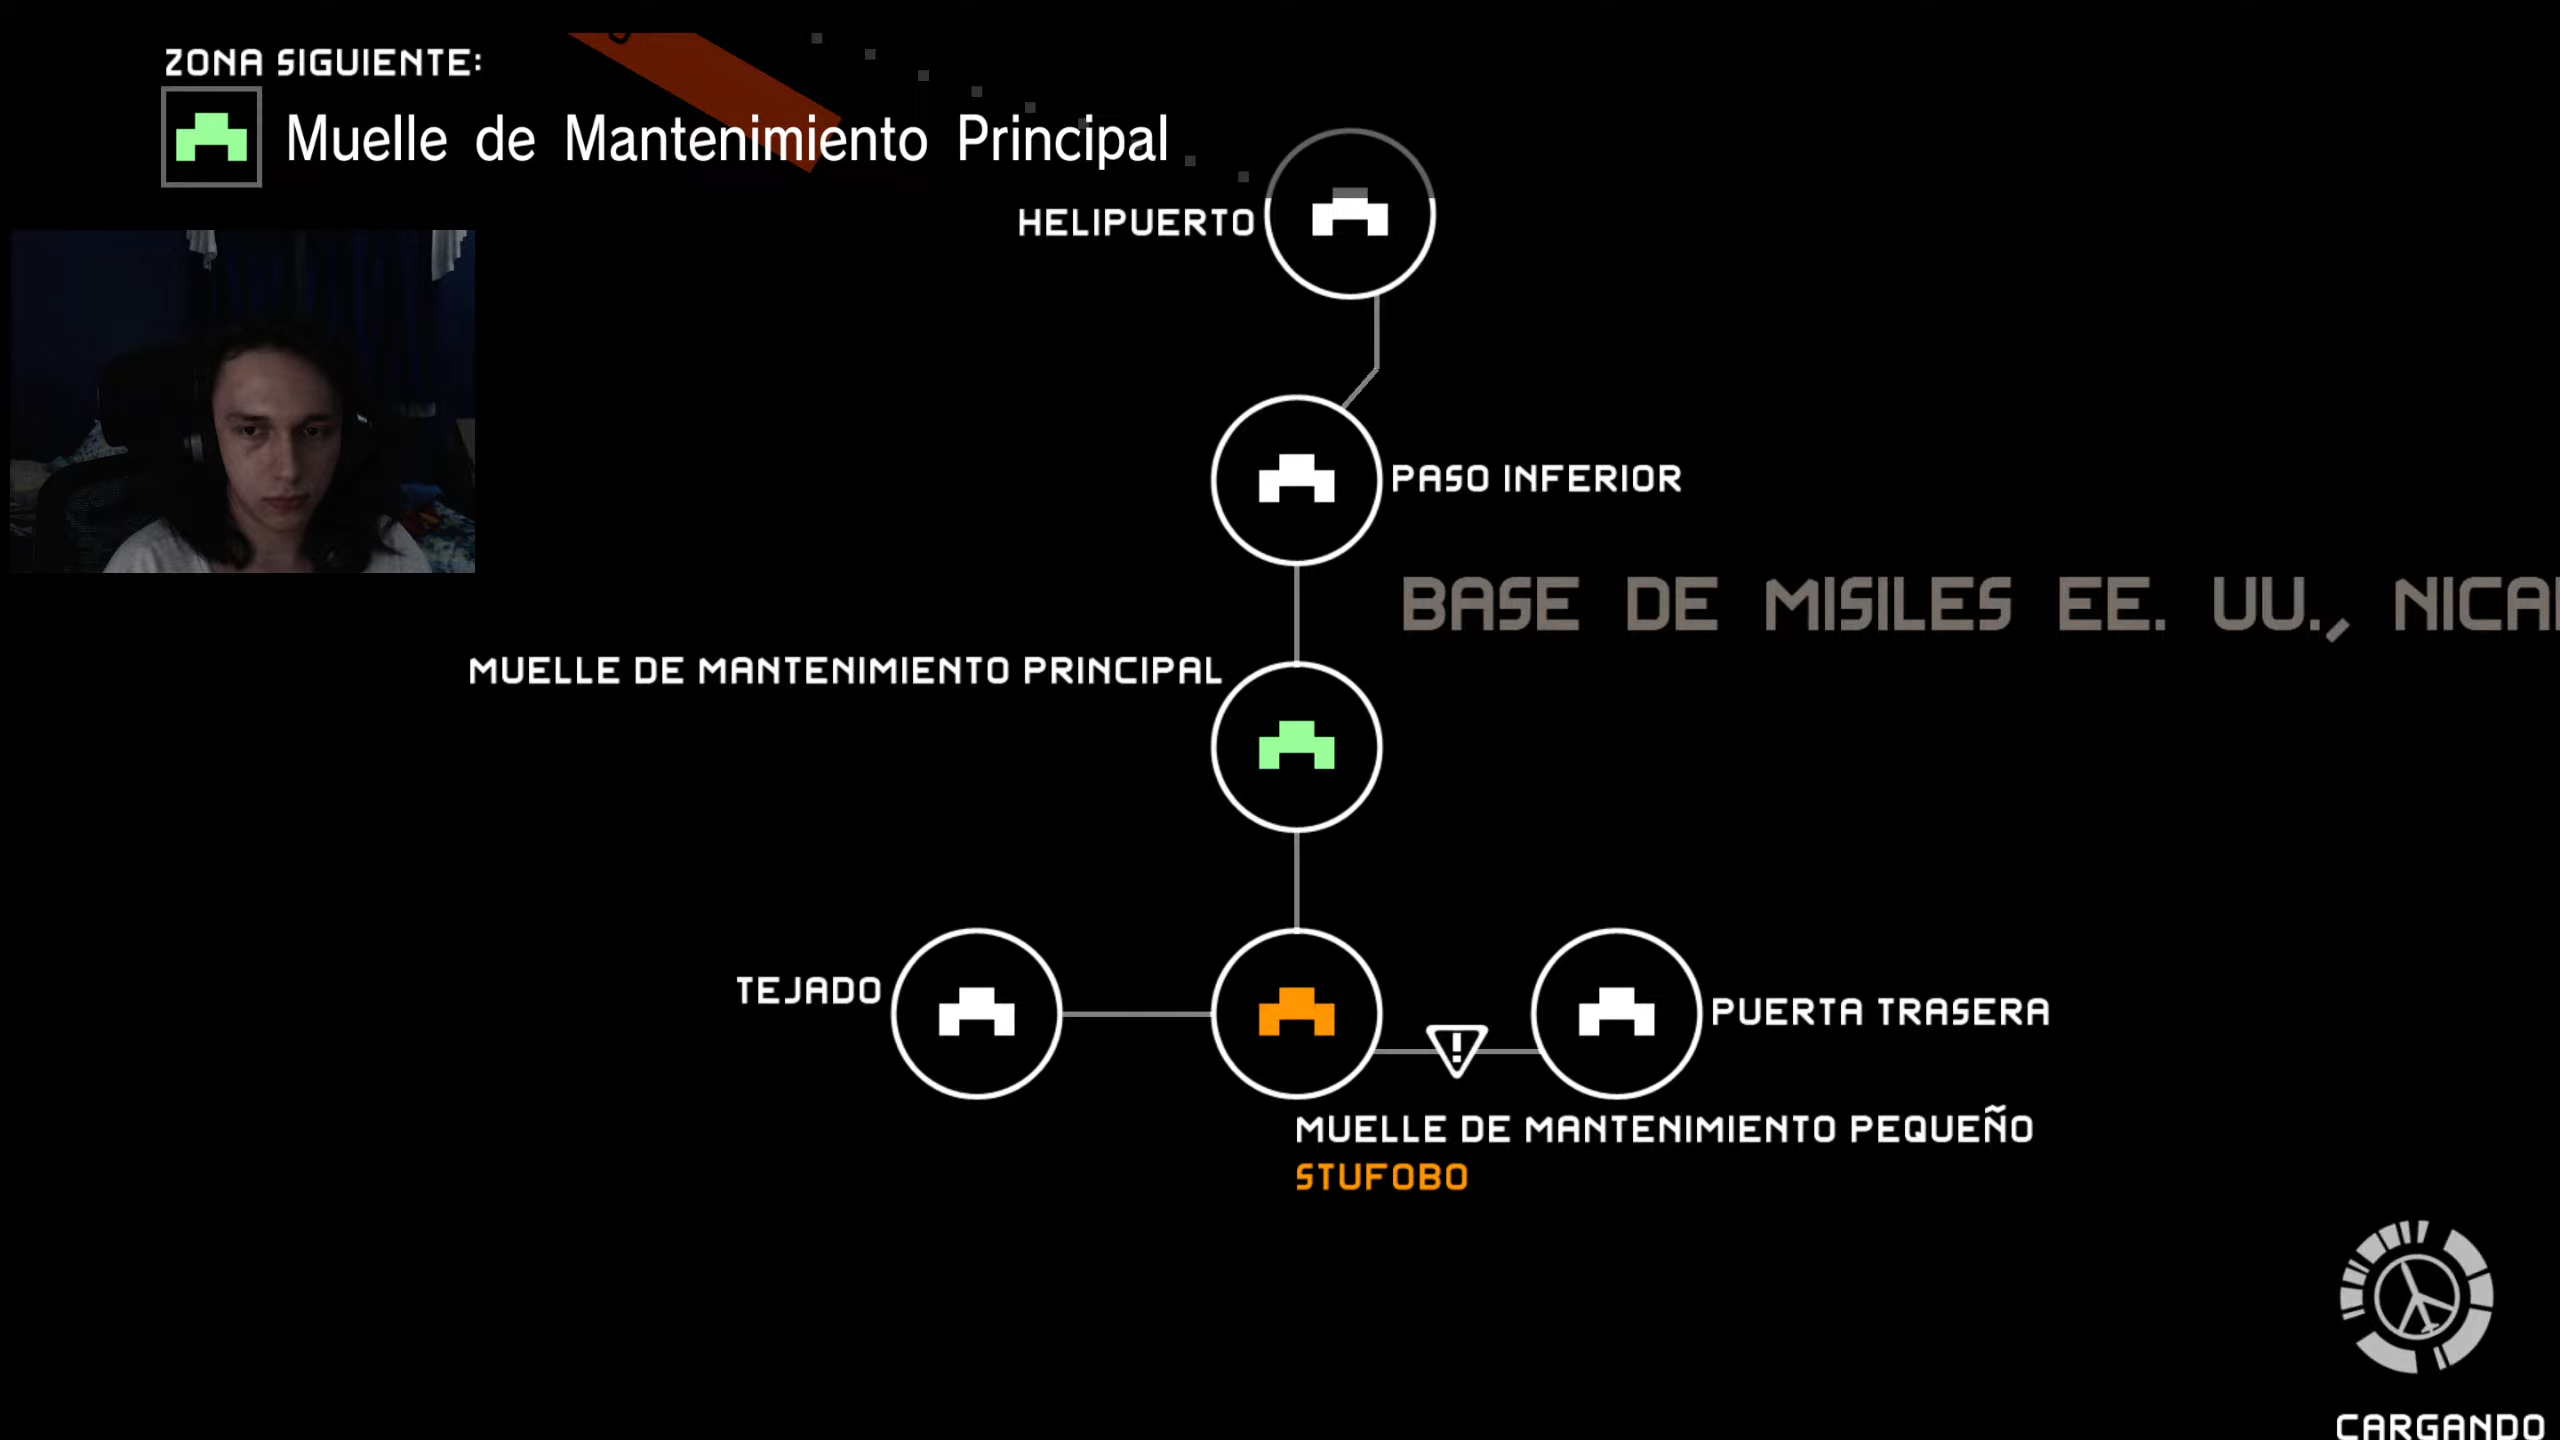 ZONA SIGUIENTE:
Muelle de Mantenimiento Principal
HELIPUERTO
PASO INFERIOR
BASE DE MISILES EE. UU.,
MUELLE DE MANTENIMIENTO PRINCIPAL
TEJADO
PUERTA TRASERA
MUELLE DE MANTENIMIENTO PEQUEÑO
STUFOBO
CARGANDO